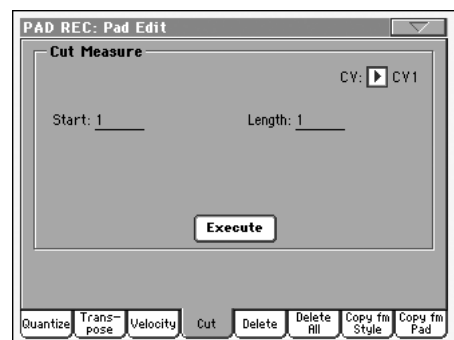 PAD REC: Pad Edit
Cut Measure
CV: CV1
Start: 1 Length: 1
Execute
Quantize Trans-pose Velocity Cut Delete Delete All Copy fm Style Copy fm Pad